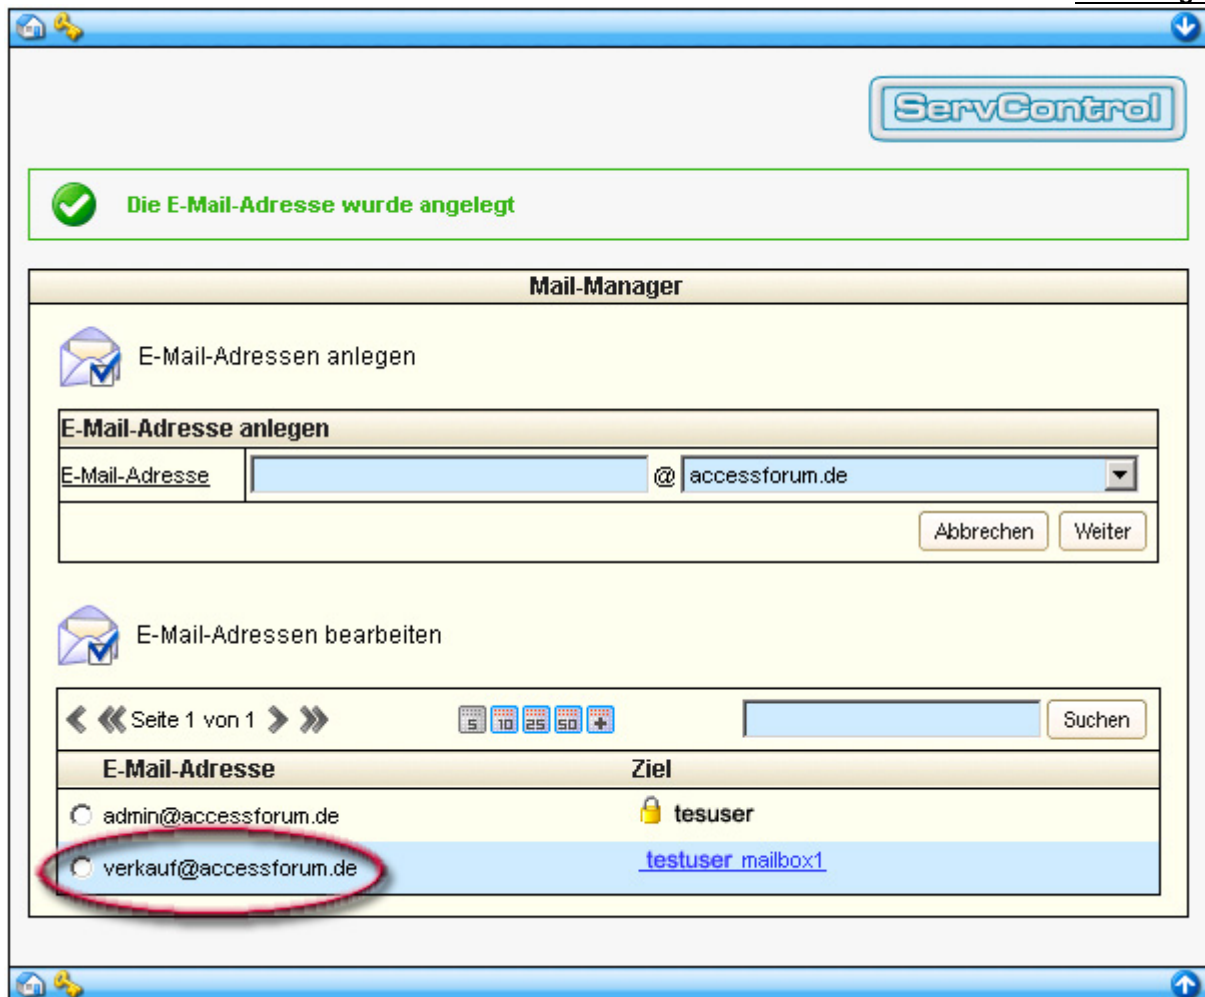 ServControl
Die E-Mail-Adresse wurde angelegt
Mail-Manager
E-Mail-Adressen anlegen
E-Mail-Adresse anlegen
E-Mail-Adresse @ accessforum.de
Abbrechen Weiter
E-Mail-Adressen bearbeiten
Seite 1 von 1 5 10 25 50 + Suchen
E-Mail-Adresse Ziel
admin@accessforum.de tesuser
verkauf@accessforum.de testuser mailbox1